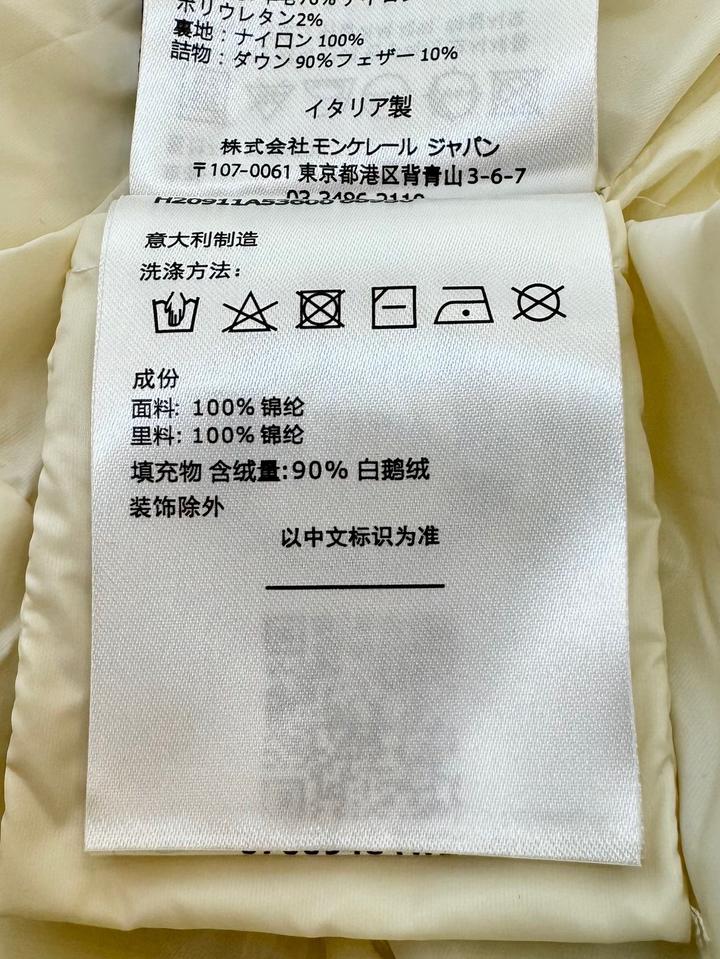 ポリウレタン2%
裏地：ナイロン 100%
詰物：ダウン 90%フェザー 10%
イタリア製
株式会社 モンケレール ジャパン
〒107-0061 東京都港区背青山 3-6-7
意大利制造
洗涤方法：
成份
面料: 100% 锦纶
里料: 100% 锦纶
填充物 含绒量:90% 白鹅绒
装饰除外
以中文标识为准